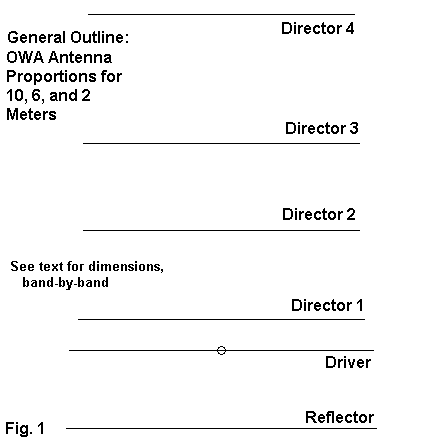 General Outline:
OWA Antenna
Proportions for
10, 6, and 2
Meters
Director 4
Director 3
Director 2
See text for dimensions,
band-by-band
Director 1
Driver
Reflector
Fig. 1